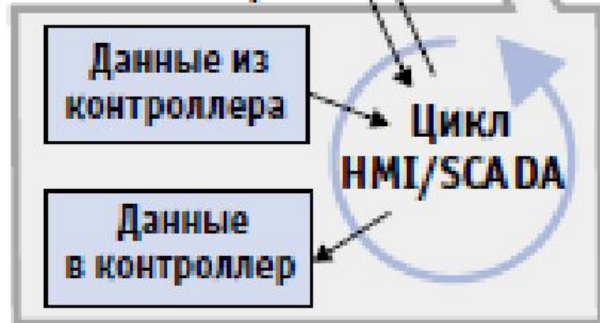 Данные из
контроллера
Цикл
HMI/SCADA
Данные
в контроллер